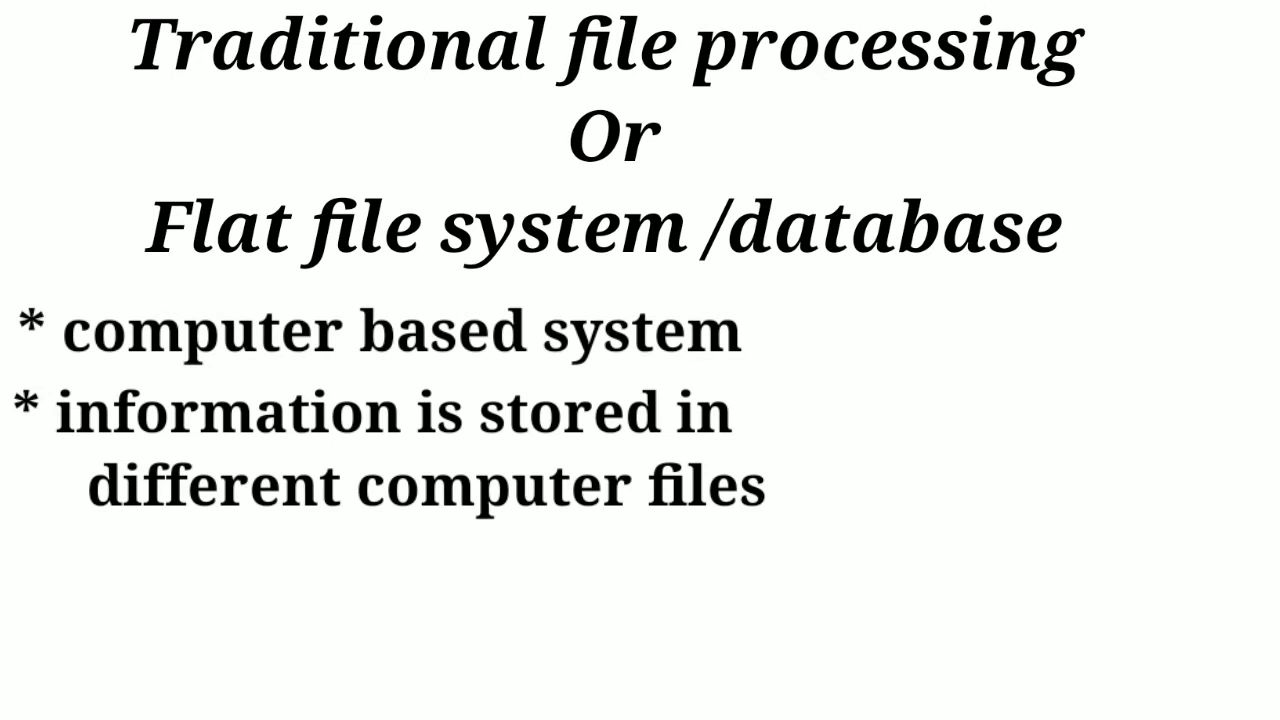 Traditional file processing
Or
Flat file system /database
* computer based system
* information is stored in
different computer files